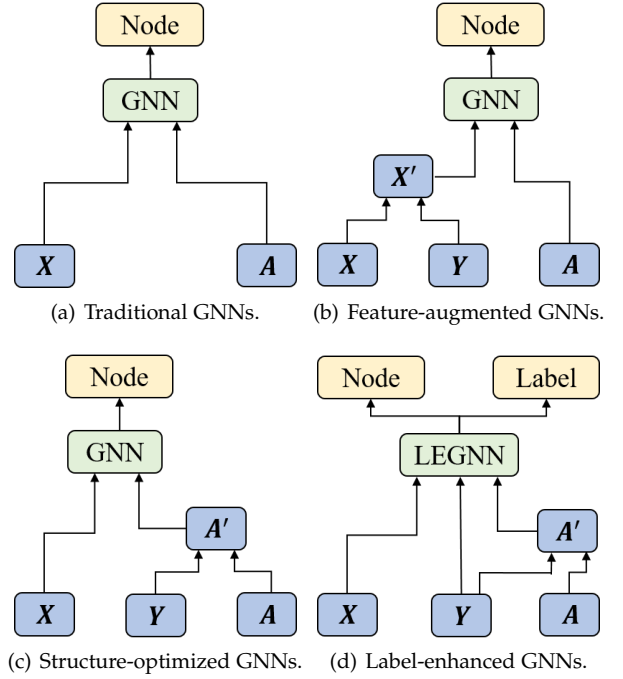 Node
GNN
X
A
(a) Traditional GNNs.
Node
GNN
X′
X
Y
A
(b) Feature-augmented GNNs.
Node
GNN
A′
X
Y
A
(c) Structure-optimized GNNs.
Node
Label
LEGNN
A′
X
Y
A
(d) Label-enhanced GNNs.